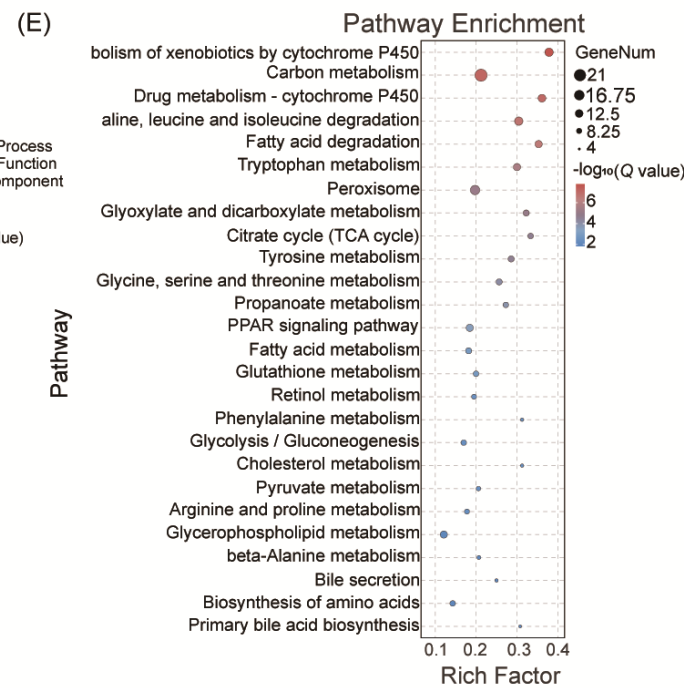 (E)
Pathway Enrichment
bolism of xenobiotics by cytochrome P450
Carbon metabolism
Drug metabolism - cytochrome P450
aline, leucine and isoleucine degradation
Fatty acid degradation
Tryptophan metabolism
Peroxisome
Glyoxylate and dicarboxylate metabolism
Citrate cycle (TCA cycle)
Tyrosine metabolism
Glycine, serine and threonine metabolism
Propanoate metabolism
PPAR signaling pathway
Fatty acid metabolism
Glutathione metabolism
Retinol metabolism
Phenylalanine metabolism
Glycolysis / Gluconeogenesis
Cholesterol metabolism
Pyruvate metabolism
Arginine and proline metabolism
Glycerophospholipid metabolism
beta-Alanine metabolism
Bile secretion
Biosynthesis of amino acids
Primary bile acid biosynthesis
0.1 0.2 0.3 0.4
Rich Factor
Pathway
GeneNum
21
16.75
12.5
8.25
4
-log₁₀(Q value)
6
4
2
Process
Function
omponent
lue)